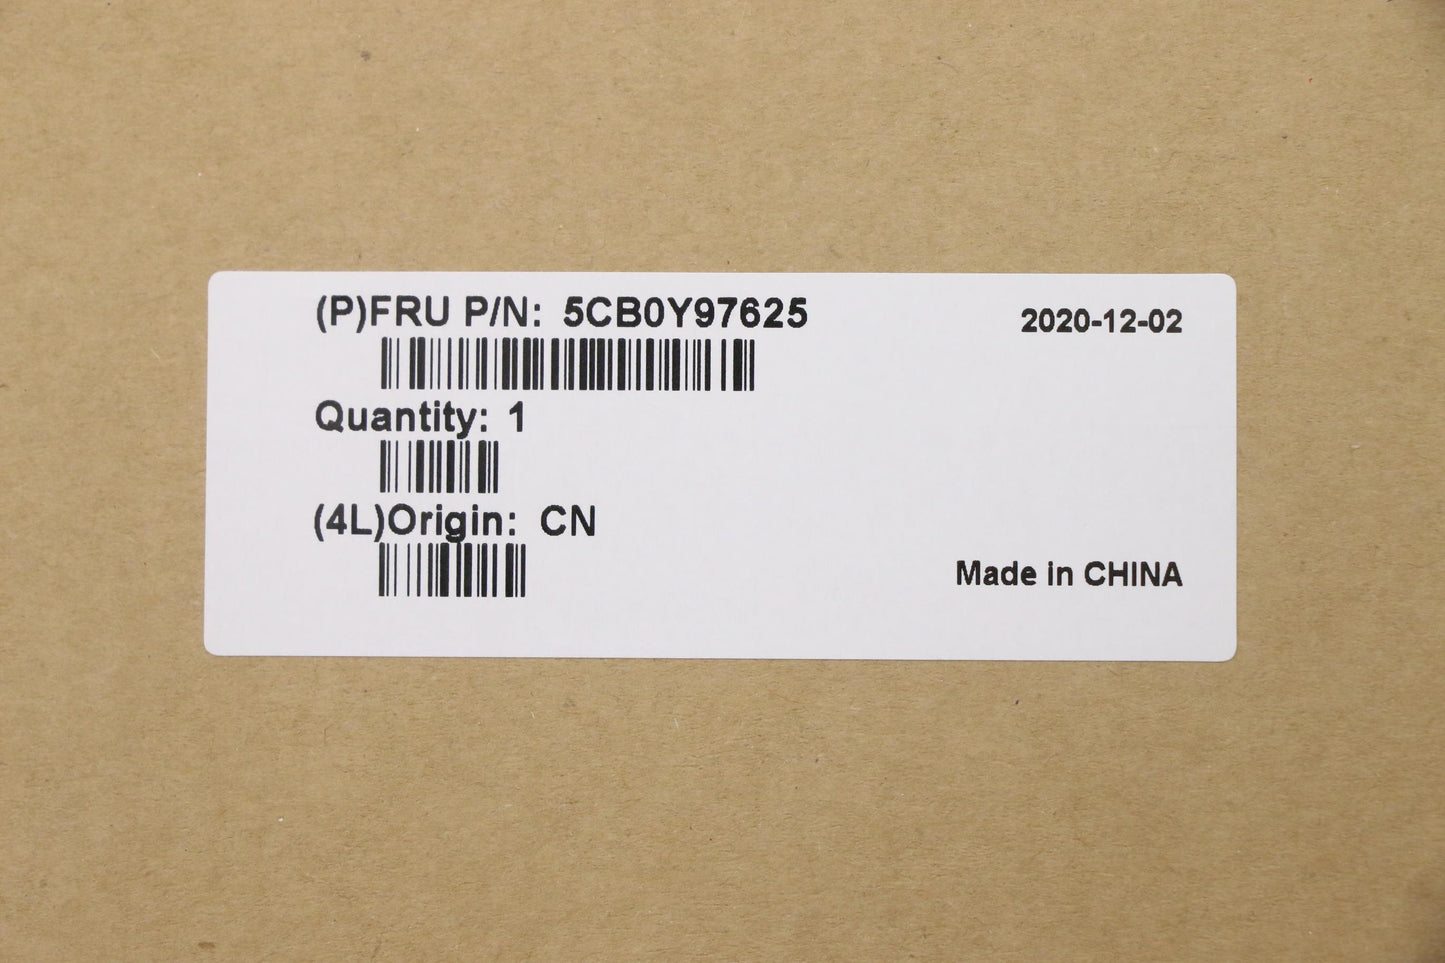 (P)FRU P/N: 5CB0Y97625
2020-12-02
Quantity: 1
(4L)Origin: CN
Made in CHINA